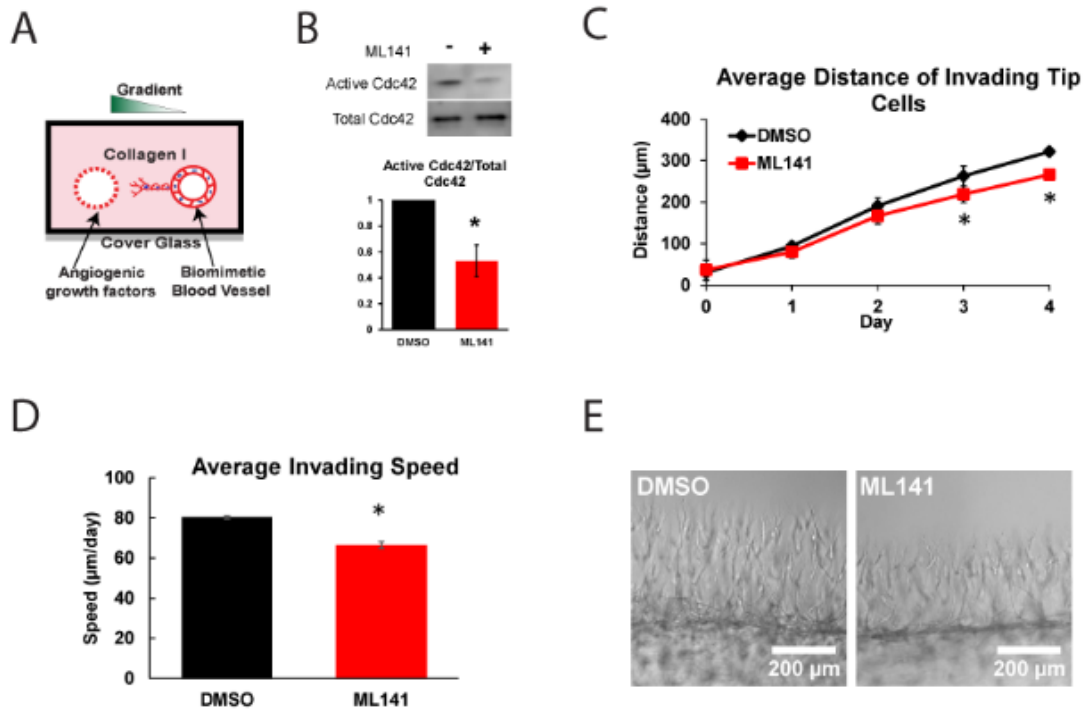 A
Gradient
Collagen I
Cover Glass
Angiogenic
growth factors
Biomimetic
Blood Vessel
B
ML141 - +
Active Cdc42
Total Cdc42
Active Cdc42/Total
Cdc42
1
0.8
0.6
0.4
0.2
0
DMSO ML141
*
C
Average Distance of Invading Tip
Cells
DMSO
ML141
Distance (µm)
400
300
200
100
0
0 1 2 3 4
Day
* *
D
Average Invading Speed
Speed (µm/day)
100
80
60
40
20
0
DMSO ML141
*
E
DMSO
200 µm
ML141
200 µm